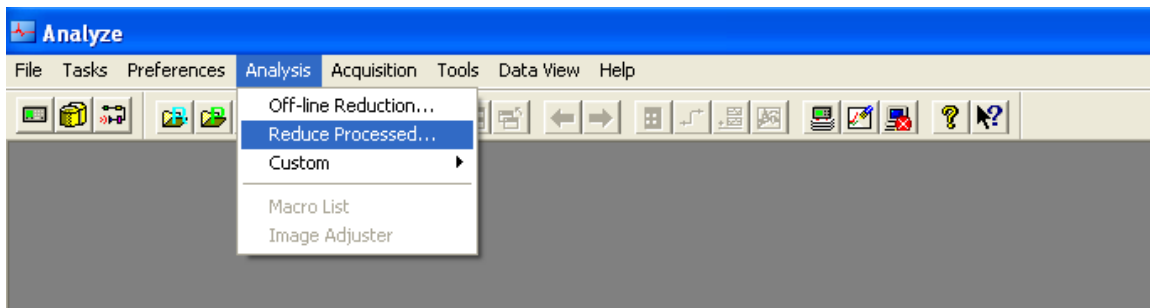 Analyze
File Tasks Preferences Analysis Acquisition Tools Data View Help
Off-line Reduction...
Reduce Processed...
Custom
Macro List
Image Adjuster